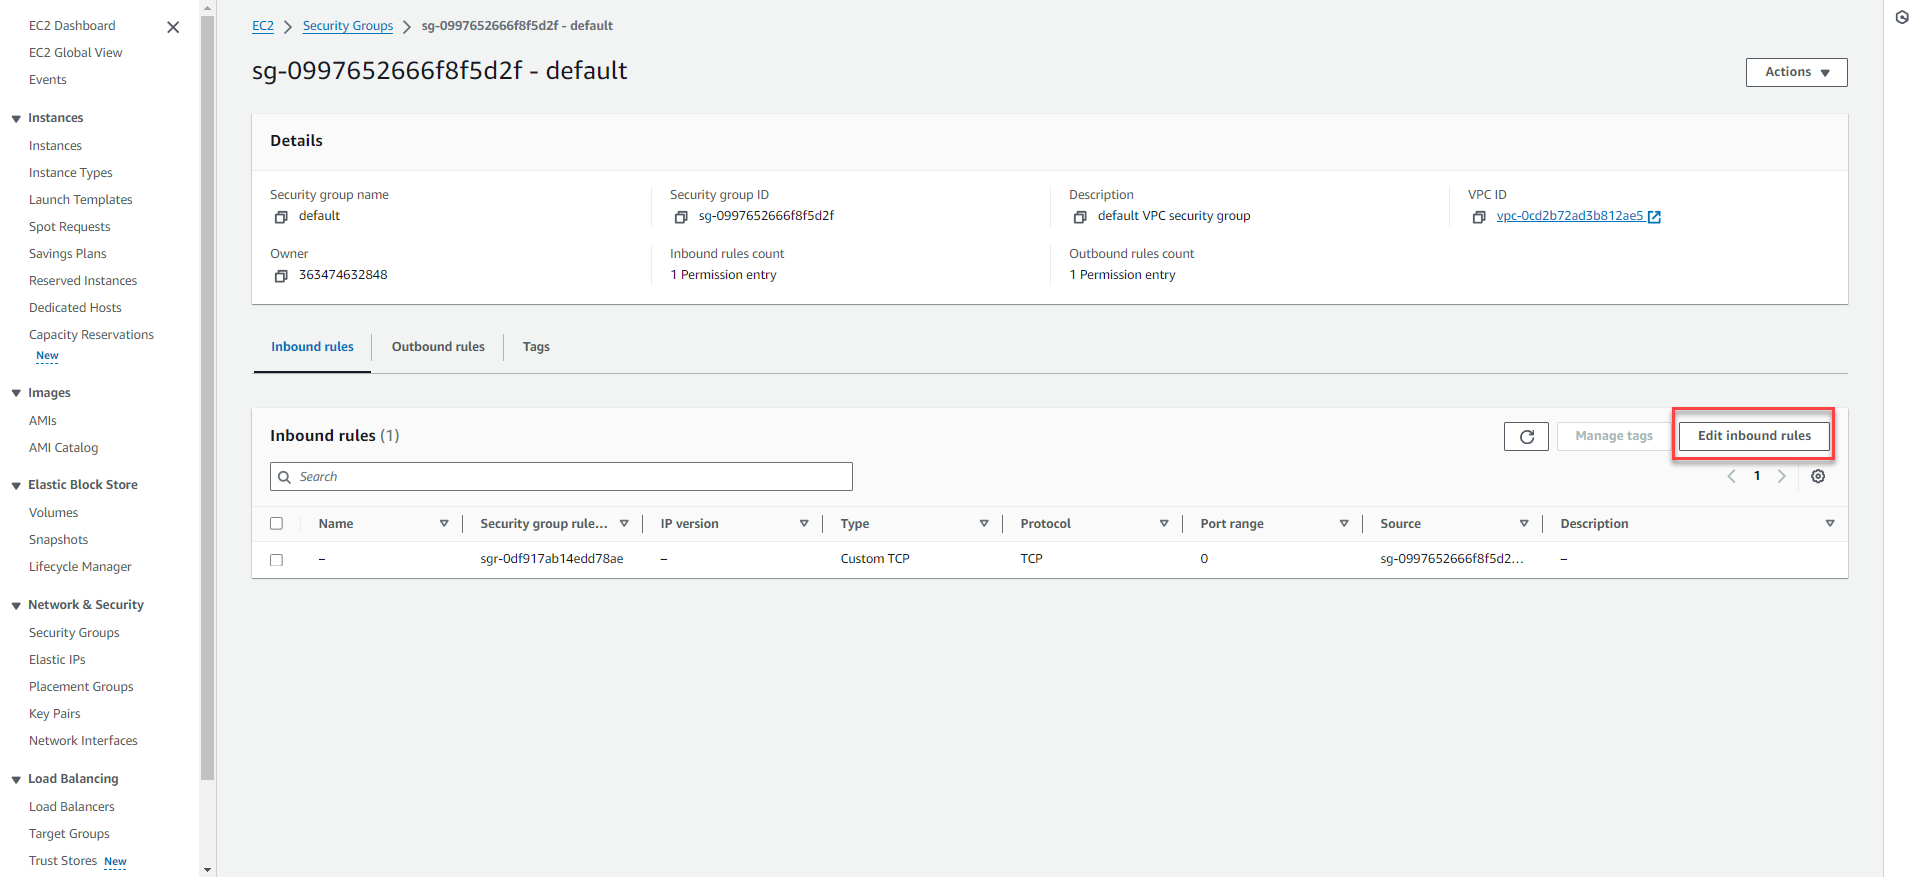 EC2 Dashboard
EC2 Global View
Events
Instances
Instances
Instance Types
Launch Templates
Spot Requests
Savings Plans
Reserved Instances
Dedicated Hosts
Capacity Reservations
New
Images
AMIs
AMI Catalog
Elastic Block Store
Volumes
Snapshots
Lifecycle Manager
Network & Security
Security Groups
Elastic IPs
Placement Groups
Key Pairs
Network Interfaces
Load Balancing
Load Balancers
Target Groups
Trust Stores New
EC2 Security Groups sg-0997652666f8f5d2f - default
sg-0997652666f8f5d2f - default
Actions
Details
Security group name
default
Security group ID
sg-0997652666f8f5d2f
Description
default VPC security group
VPC ID
vpc-0cd2b72ad3b812ae5
Owner
363474632848
Inbound rules count
1 Permission entry
Outbound rules count
1 Permission entry
Inbound rules Outbound rules Tags
Inbound rules (1)
Manage tags Edit inbound rules
Search
1
Name Security group rule... IP version Type Protocol Port range Source Description
– sgr-0df917ab14edd78ae – Custom TCP TCP 0 sg-0997652666f8f5d2... –